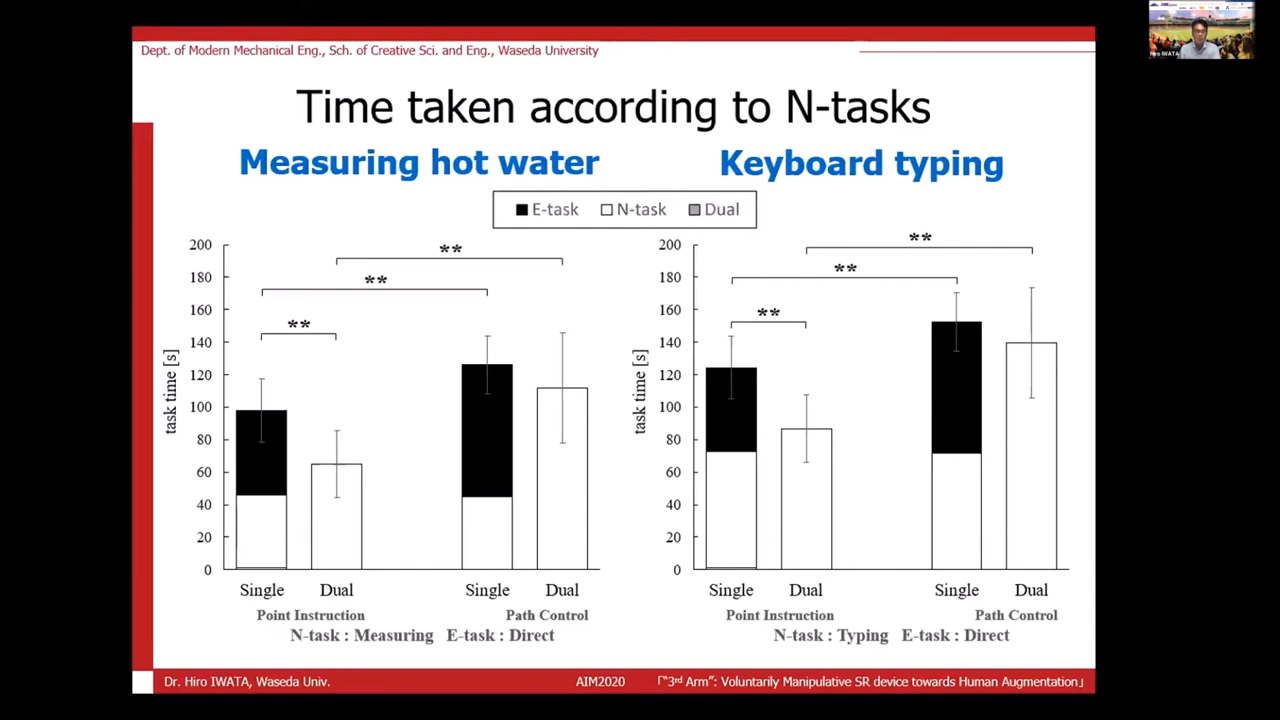 Dept. of Modern Mechanical Eng., Sch. of Creative Sci. and Eng., Waseda University
Hiro IWATA
Time taken according to N-tasks
Measuring hot water
Keyboard typing
E-task N-task Dual
200
180
160
140
120
100
80
60
40
20
0
task time [s]
**
**
**
Single Dual Single Dual
Point Instruction Path Control
N-task : Measuring E-task : Direct
200
180
160
140
120
100
80
60
40
20
0
task time [s]
**
**
**
Single Dual Single Dual
Point Instruction Path Control
N-task : Typing E-task : Direct
Dr. Hiro IWATA, Waseda Univ. AIM2020 「"3rd Arm": Voluntarily Manipulative SR device towards Human Augmentation」